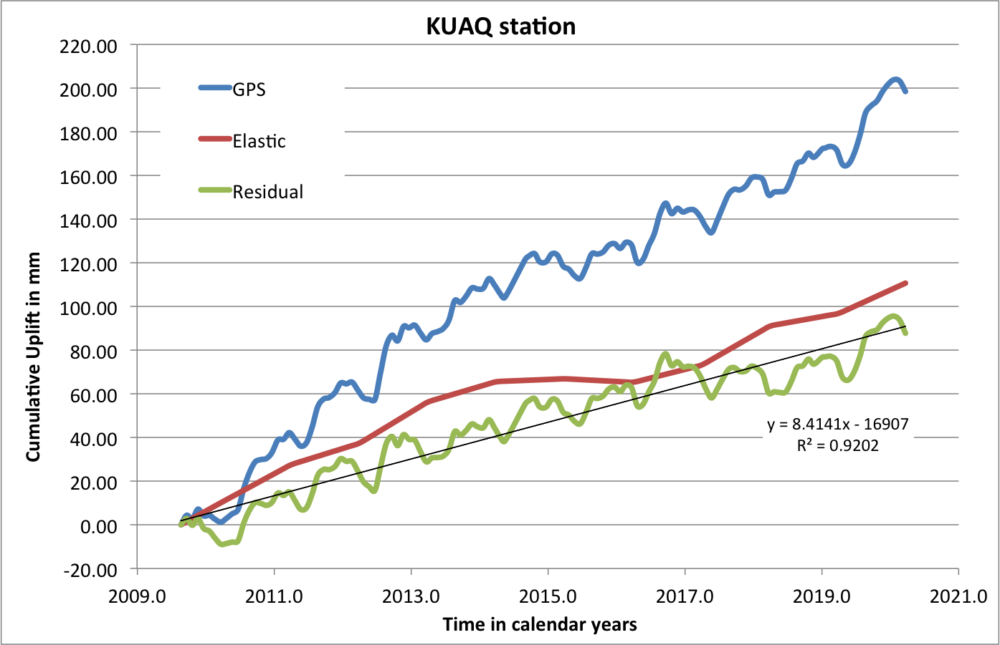 KUAQ station
220.00
200.00
180.00
160.00
140.00
120.00
100.00
80.00
60.00
40.00
20.00
0.00
-20.00
Cumulative Uplift in mm
GPS
Elastic
Residual
y = 8.4141x - 16907
R² = 0.9202
2009.0 2011.0 2013.0 2015.0 2017.0 2019.0 2021.0
Time in calendar years